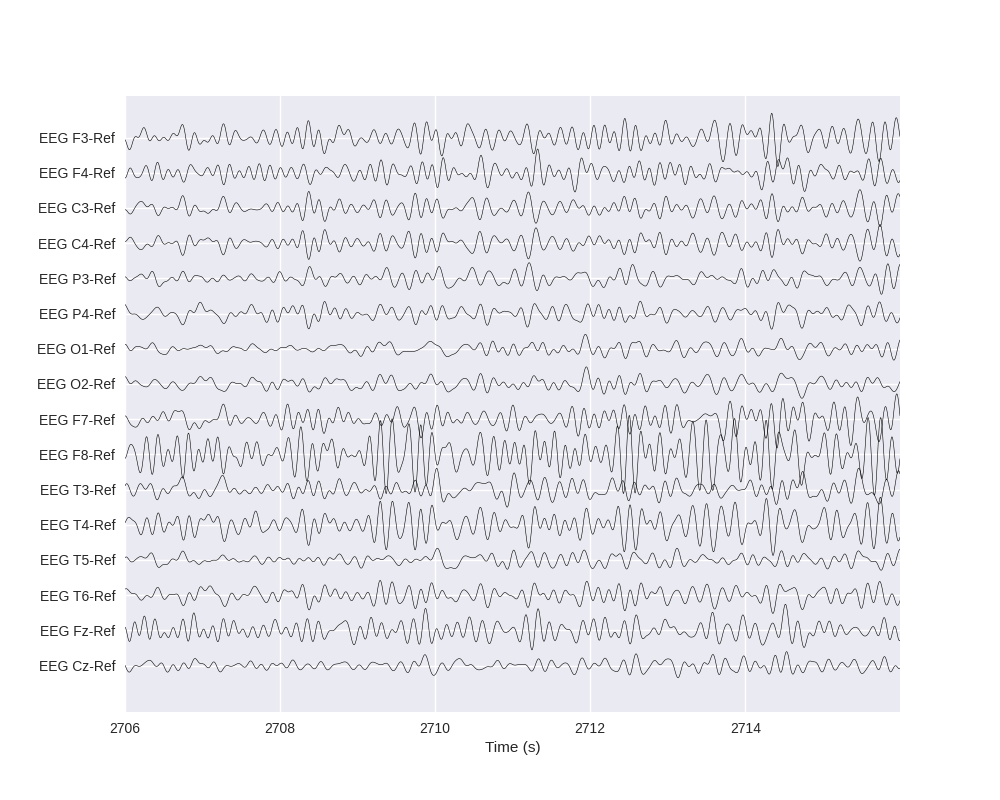 EEG F3-Ref
EEG F4-Ref
EEG C3-Ref
EEG C4-Ref
EEG P3-Ref
EEG P4-Ref
EEG O1-Ref
EEG O2-Ref
EEG F7-Ref
EEG F8-Ref
EEG T3-Ref
EEG T4-Ref
EEG T5-Ref
EEG T6-Ref
EEG Fz-Ref
EEG Cz-Ref
2706 2708 2710 2712 2714
Time (s)